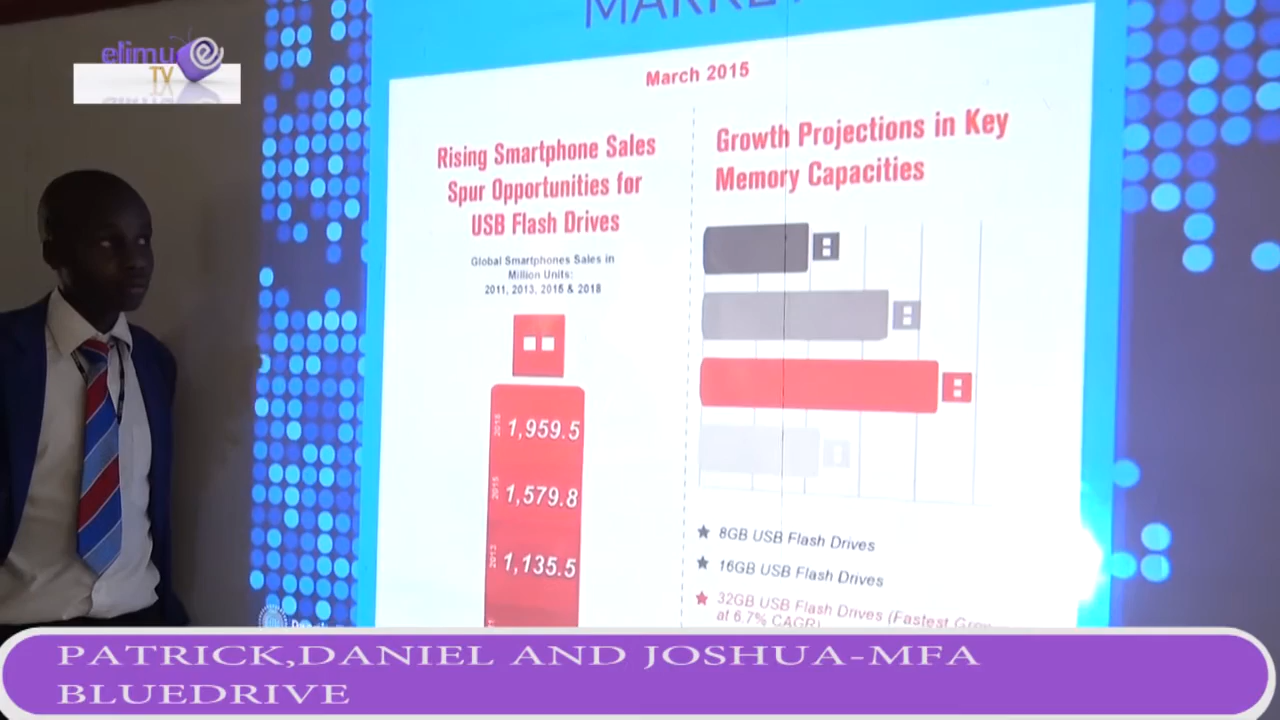 elimu
TV
March 2015
Rising Smartphone Sales
Spur Opportunities for
USB Flash Drives
Global Smartphones Sales in
Million Units:
2011, 2013, 2015 & 2018
2018 1,959.5
2015 1,579.8
2013 1,135.5
Growth Projections in Key
Memory Capacities
8GB USB Flash Drives
16GB USB Flash Drives
32GB USB Flash Drives (Fastest
at 6.7% CAGR)
PATRICK,DANIEL AND JOSHUA-MFA
BLUEDRIVE